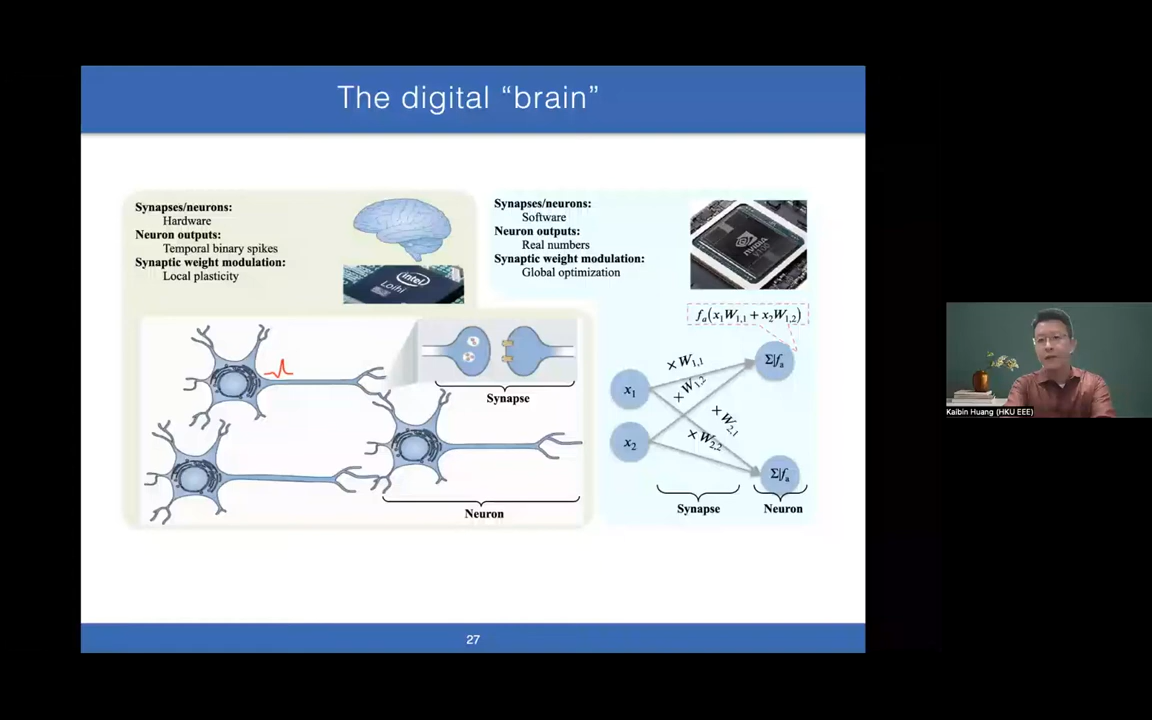 The digital “brain”
Synapses/neurons:
Hardware
Neuron outputs:
Temporal binary spikes
Synaptic weight modulation:
Local plasticity
intel
Loihi
Synapse
Neuron
Synapses/neurons:
Software
Neuron outputs:
Real numbers
Synaptic weight modulation:
Global optimization
NVIDIA
V100
fₐ(x₁W₁,₁ + x₂W₁,₂)
x₁
x₂
×W₁,₁
×W₁,₂
×W₂,₁
×W₂,₂
Σ|fₐ
Σ|fₐ
Synapse
Neuron
27
Kaibin Huang (HKU EEE)